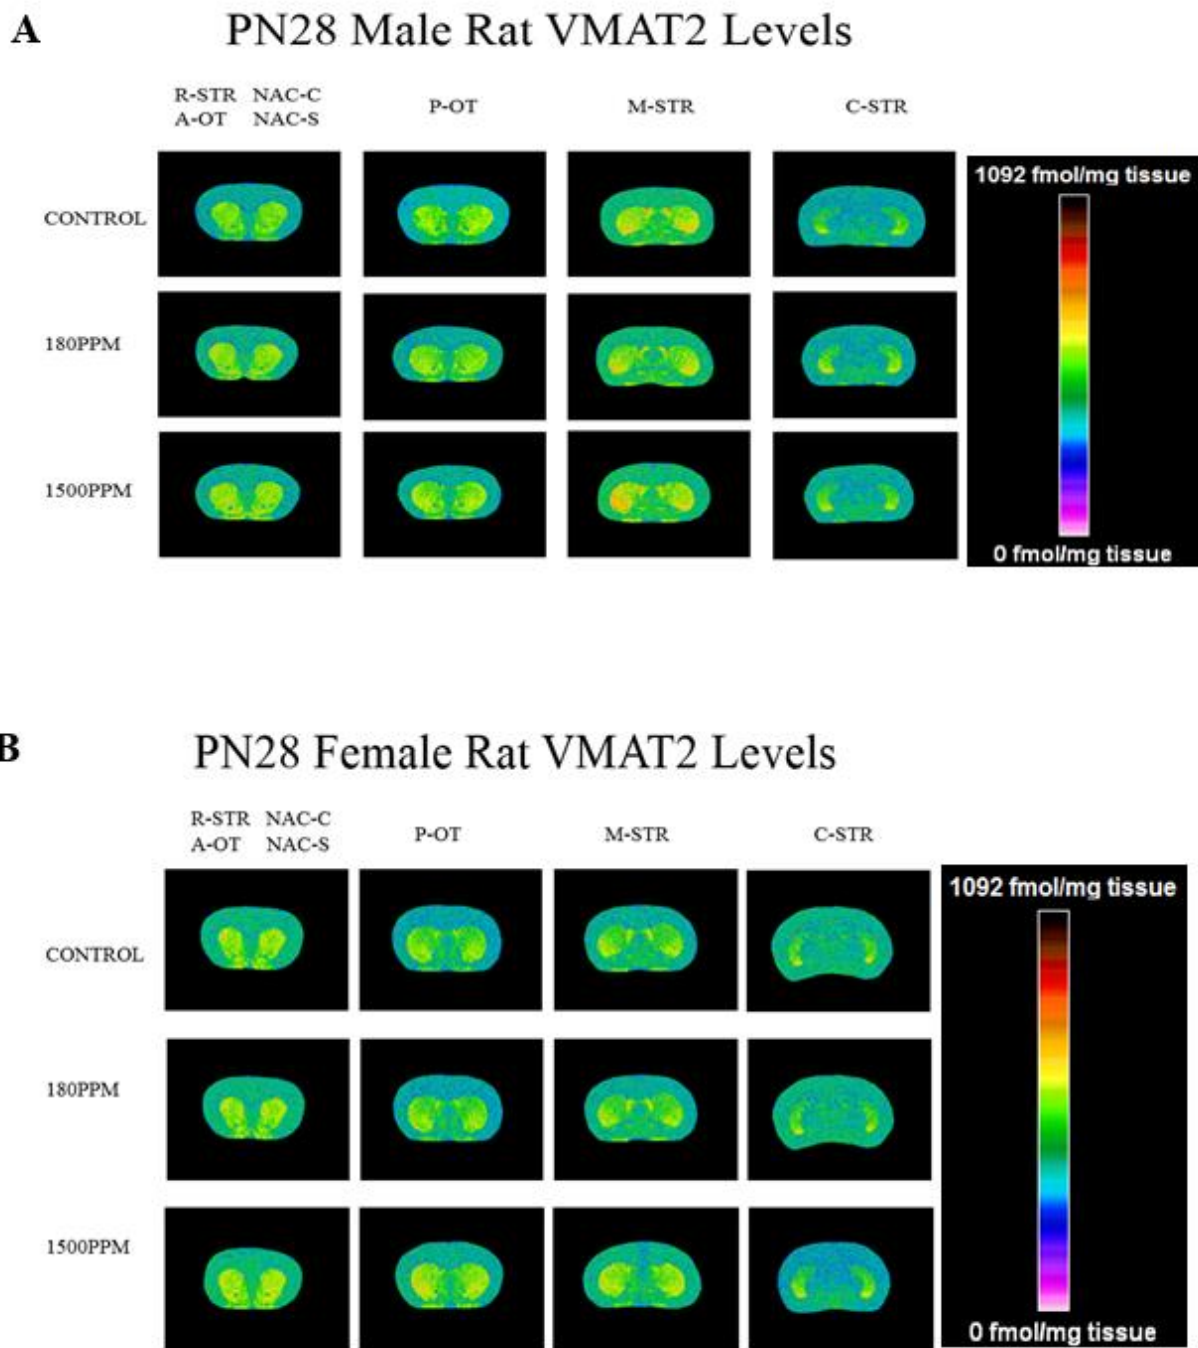 A
PN28 Male Rat VMAT2 Levels
R-STR NAC-C
A-OT NAC-S
P-OT
M-STR
C-STR
1092 fmol/mg tissue
CONTROL
180PPM
1500PPM
0 fmol/mg tissue
B
PN28 Female Rat VMAT2 Levels
R-STR NAC-C
A-OT NAC-S
P-OT
M-STR
C-STR
1092 fmol/mg tissue
CONTROL
180PPM
1500PPM
0 fmol/mg tissue